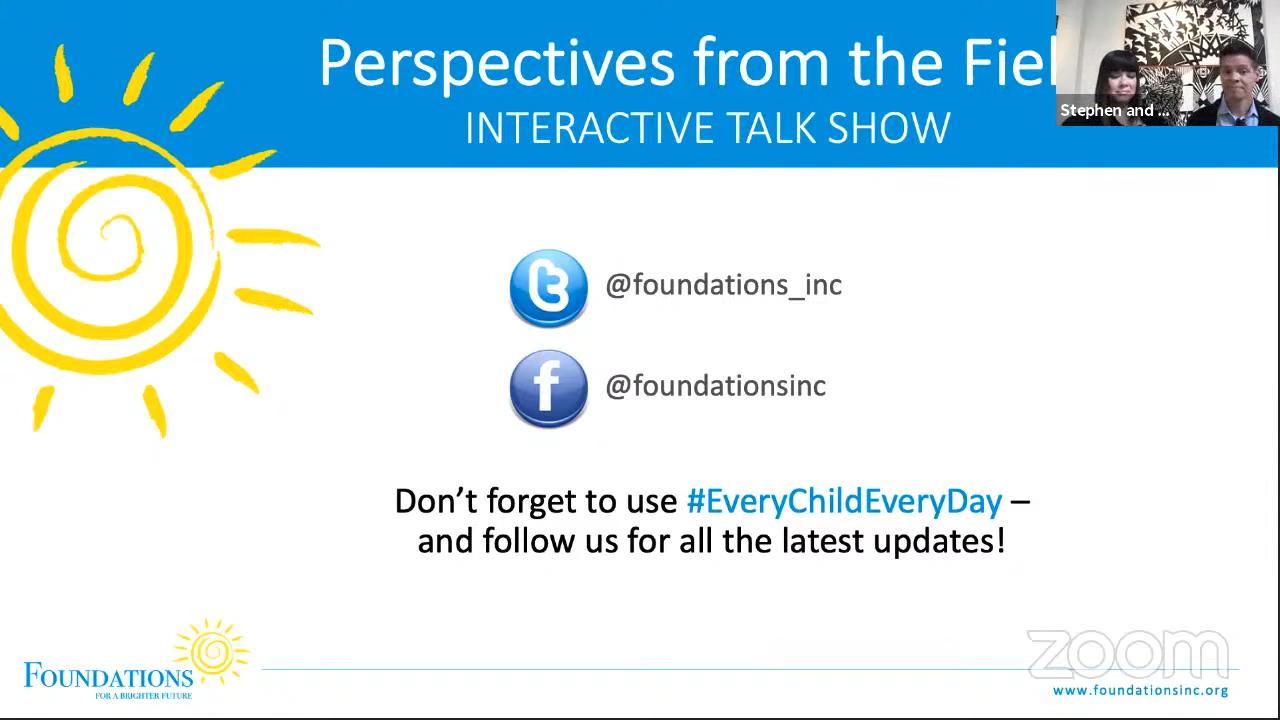 Perspectives from the Fiel
INTERACTIVE TALK SHOW
Stephen and ...
@foundations_inc
f
@foundationsinc
Don’t forget to use #EveryChildEveryDay –
and follow us for all the latest updates!
FOUNDATIONS
FOR A BRIGHTER FUTURE
zoom
www.foundationsinc.org